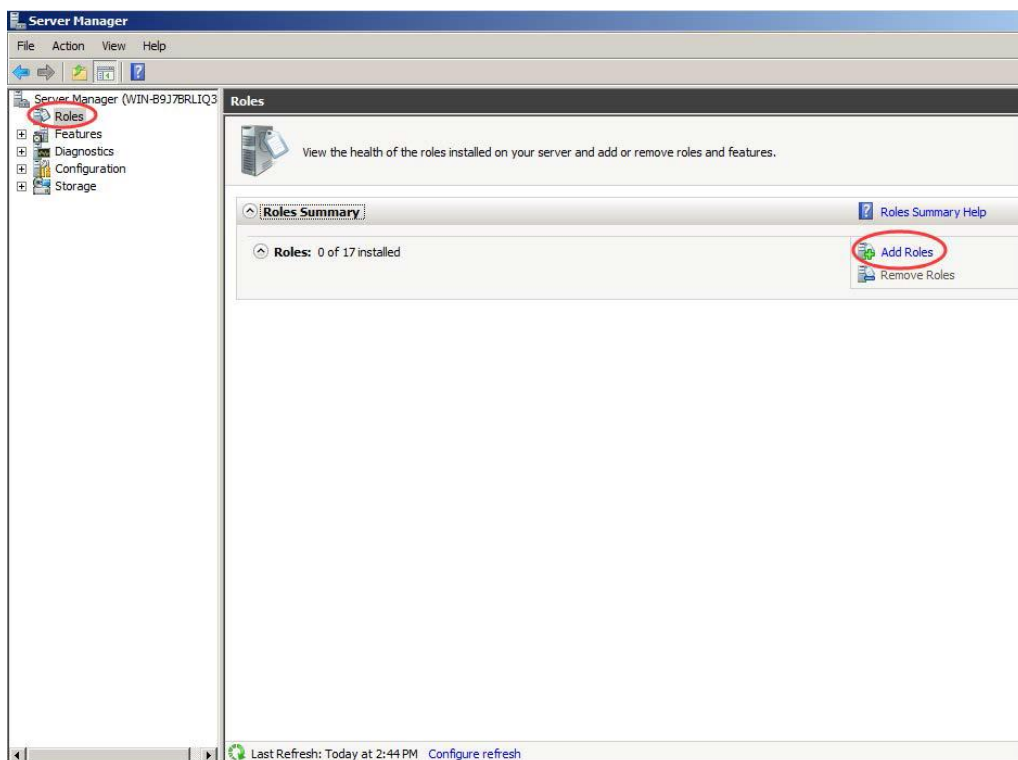 Server Manager
File Action View Help
Server Manager (WIN-B9J7BRLIQ3
Roles
Features
Diagnostics
Configuration
Storage
Roles
View the health of the roles installed on your server and add or remove roles and features.
Roles Summary
Roles Summary Help
Roles: 0 of 17 installed
Add Roles
Remove Roles
Last Refresh: Today at 2:44 PM Configure refresh